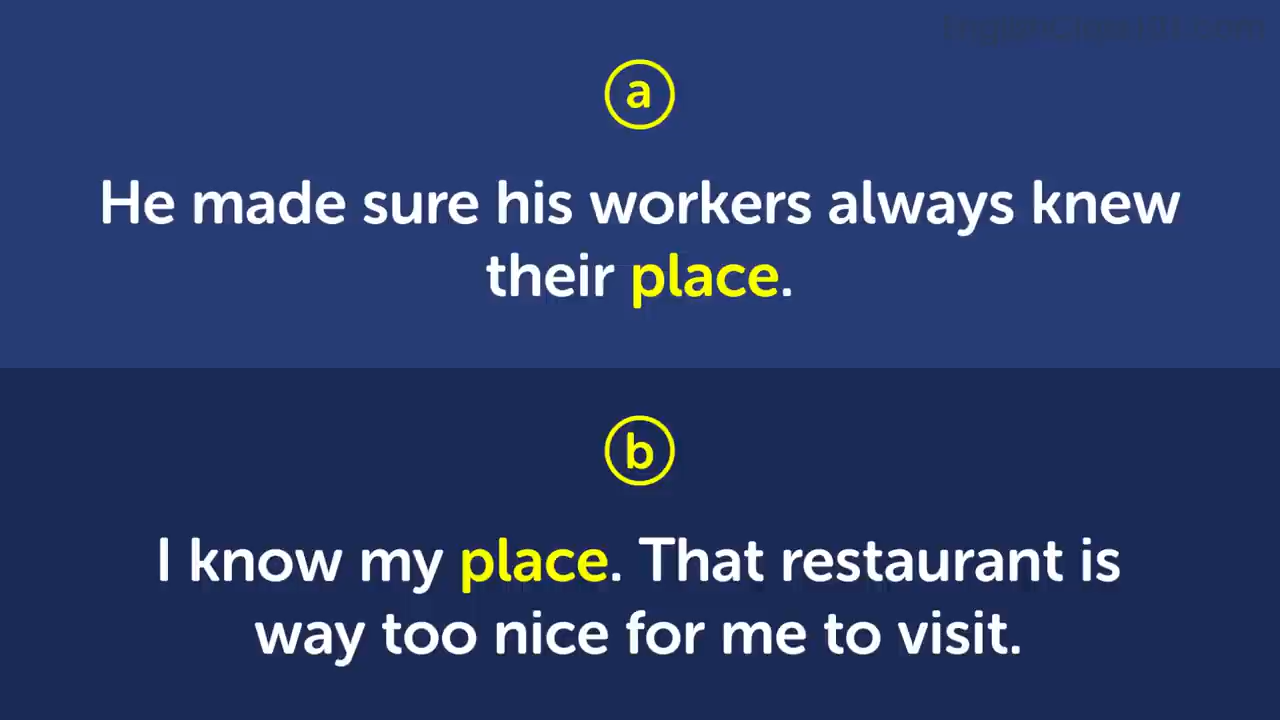 a
He made sure his workers always knew
their place.
b
I know my place. That restaurant is
way too nice for me to visit.